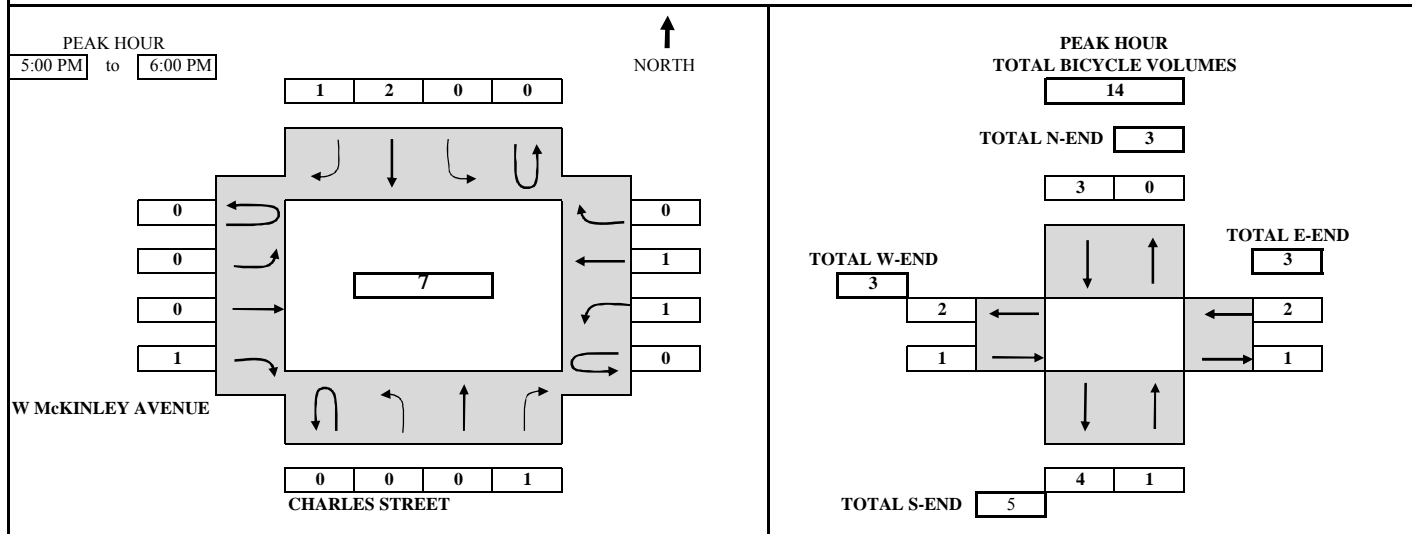 PEAK HOUR
5:00 PM to 6:00 PM
NORTH
1 2 0 0
0
0
0
1
7
0
1
1
0
W McKINLEY AVENUE
0 0 0 1
CHARLES STREET
PEAK HOUR
TOTAL BICYCLE VOLUMES
14
TOTAL N-END 3
3 0
TOTAL E-END
3
TOTAL W-END
3
2 2
1 1
4 1
TOTAL S-END 5